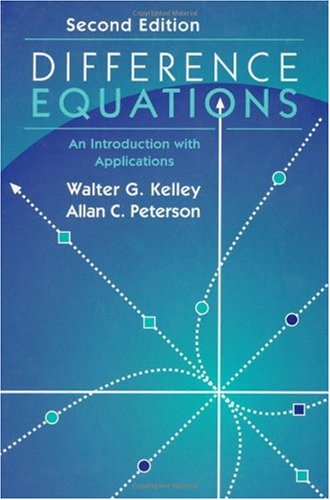 Second Edition
DIFFERENCE
EQUATIONS
An Introduction with
Applications
Walter G. Kelley
Allan C. Peterson